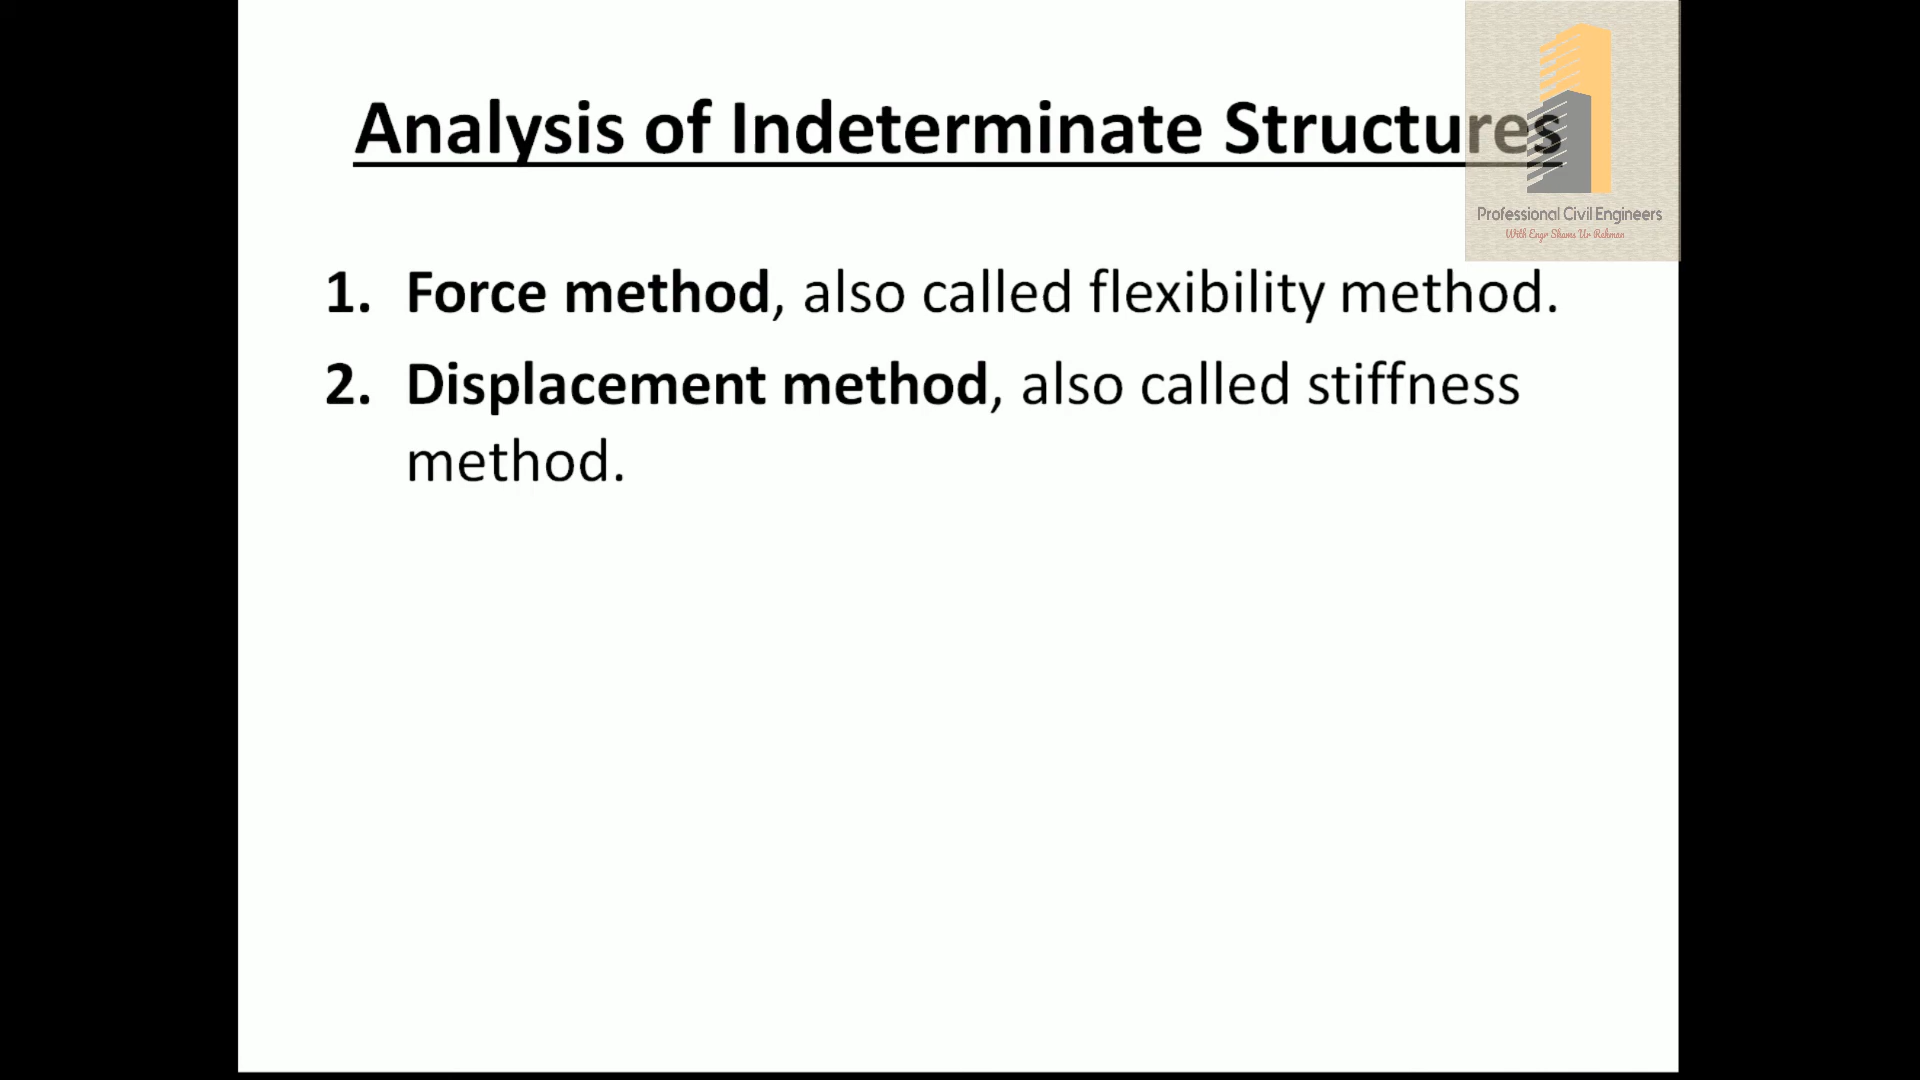 Analysis of Indeterminate Structures
Professional Civil Engineers
With Engr Shams Ur Rahman
1. Force method, also called flexibility method.
2. Displacement method, also called stiffness
method.